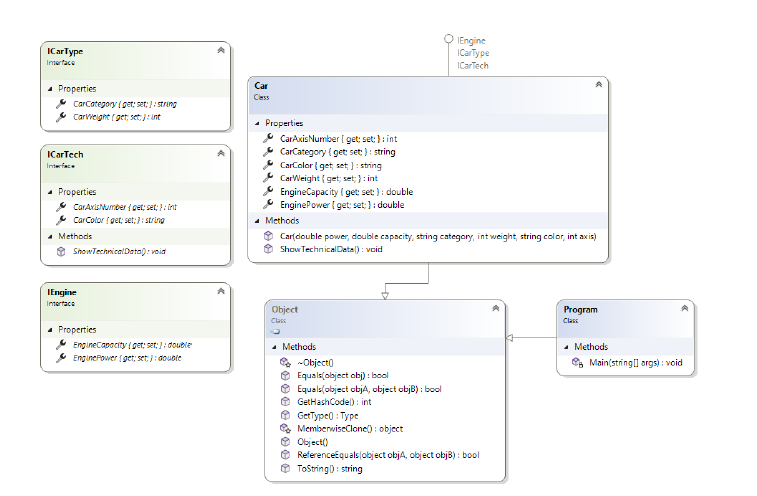 ICarType
Interface
Properties
CarCategory { get; set; } : string
CarWeight { get; set; } : int
ICarTech
Interface
Properties
CarAxisNumber { get; set; } : int
CarColor { get; set; } : string
Methods
ShowTechnicalData() : void
IEngine
Interface
Properties
EngineCapacity { get; set; } : double
EnginePower { get; set; } : double
IEngine
ICarType
ICarTech
Car
Class
Properties
CarAxisNumber { get; set; } : int
CarCategory { get; set; } : string
CarColor { get; set; } : string
CarWeight { get; set; } : int
EngineCapacity { get; set; } : double
EnginePower { get; set; } : double
Methods
Car(double power, double capacity, string category, int weight, string color, int axis)
ShowTechnicalData() : void
Object
Class
Methods
~Object()
Equals(object obj) : bool
Equals(object objA, object objB) : bool
GetHashCode() : int
GetType() : Type
MemberwiseClone() : object
Object()
ReferenceEquals(object objA, object objB) : bool
ToString() : string
Program
Class
Methods
Main(string[] args) : void